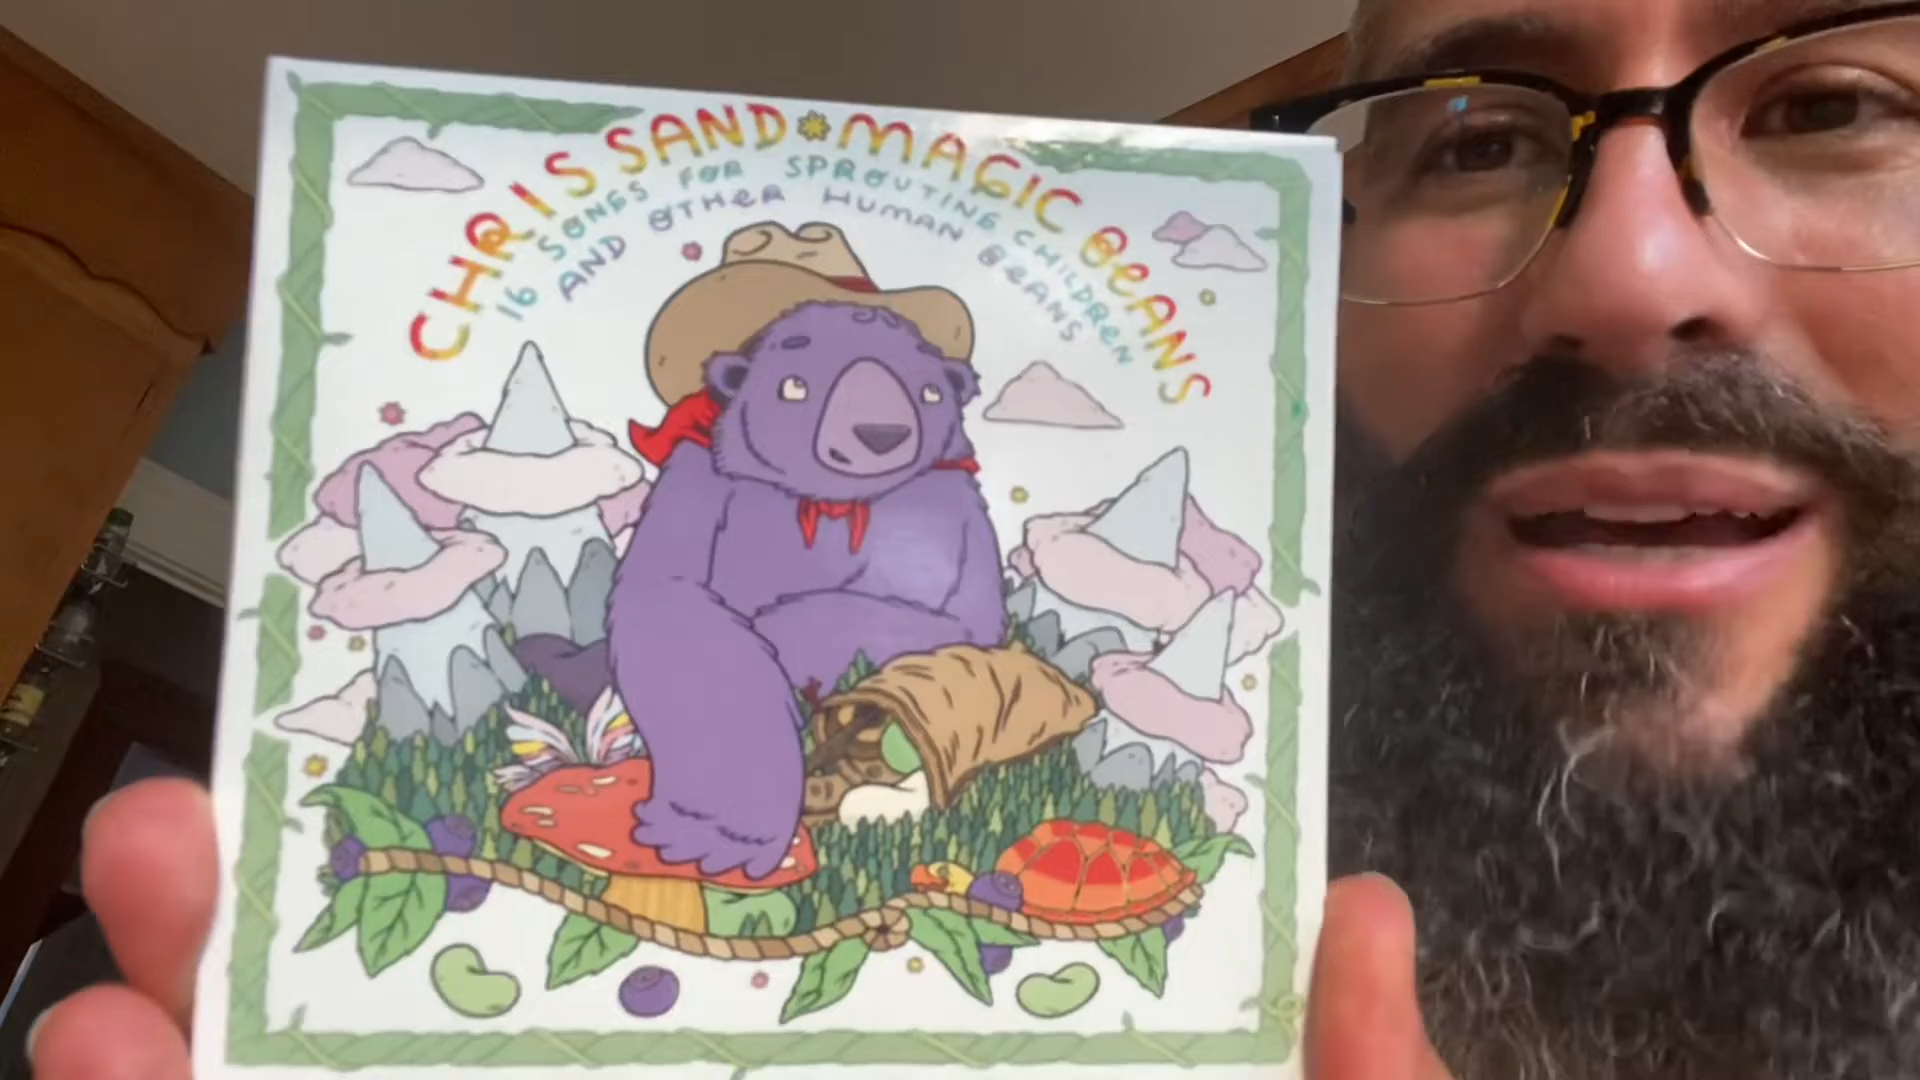 CHRIS SAND MAGIC BEANS
16 SONGS FOR SPROUTING CHILDREN
AND OTHER HUMAN BEANS